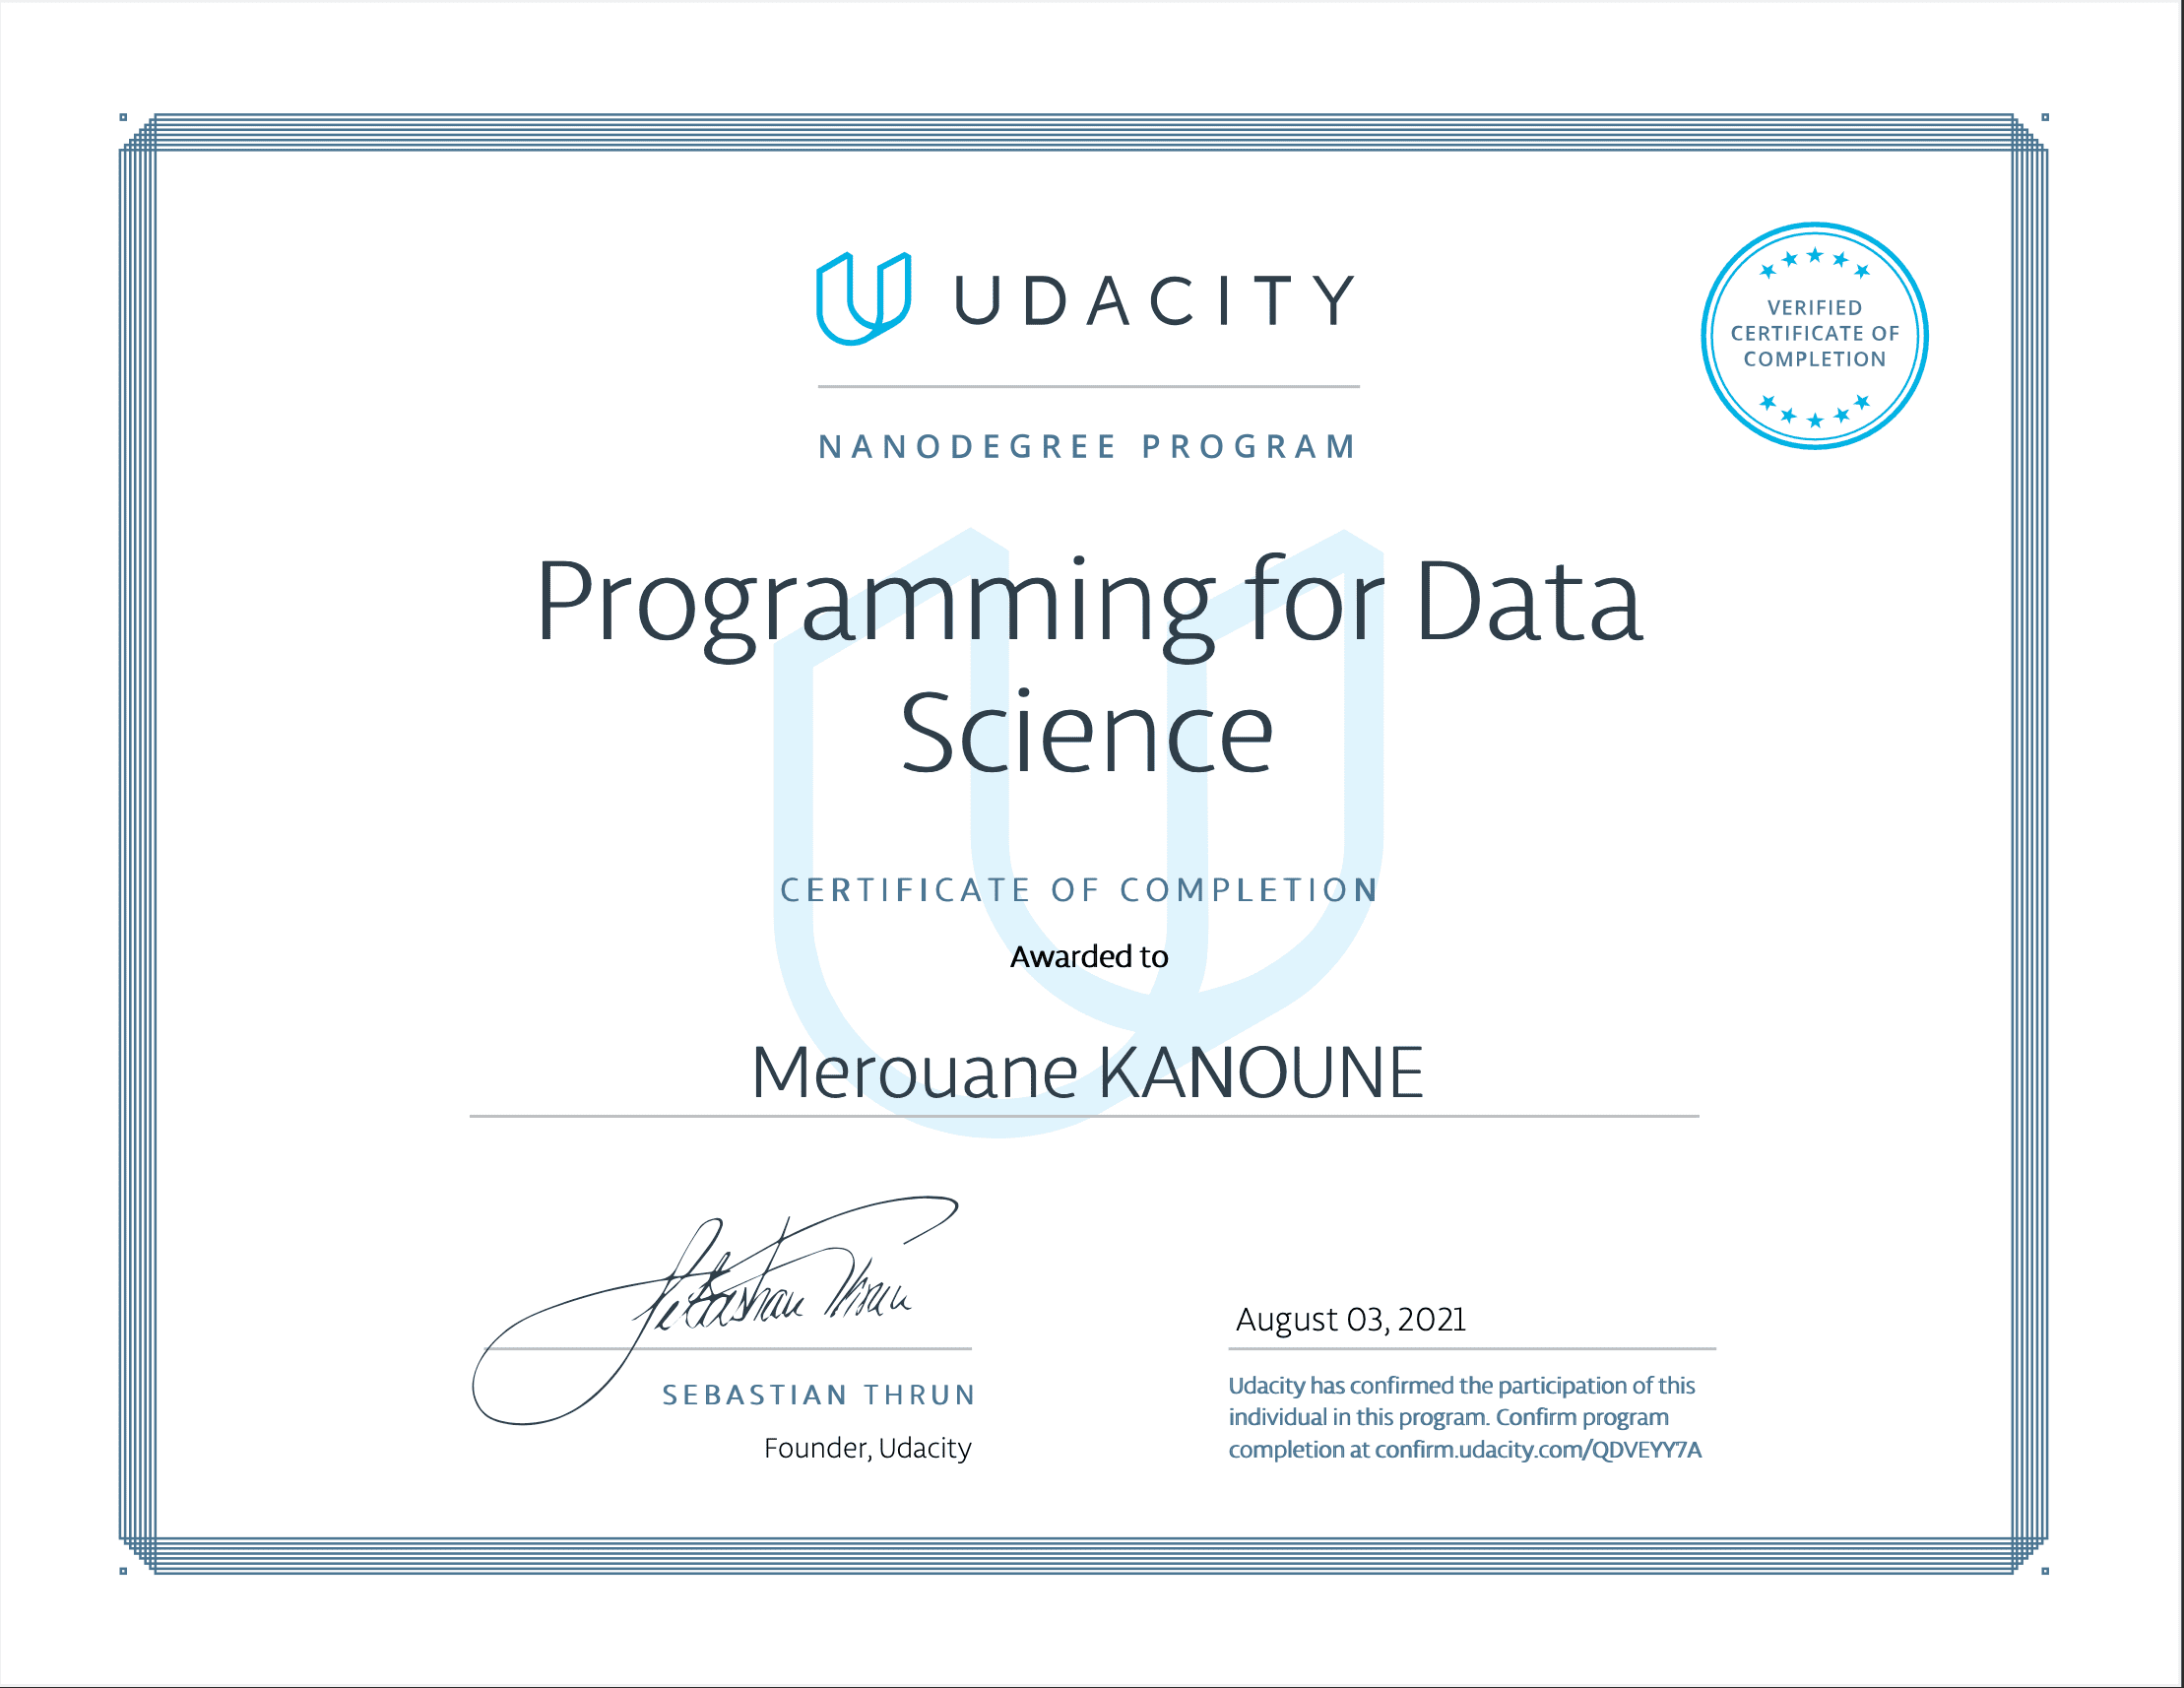 UDACITY
VERIFIED
CERTIFICATE OF
COMPLETION
NANODEGREE PROGRAM
Programming for Data
Science
CERTIFICATE OF COMPLETION
Awarded to
Merouane KANOUNE
Sebastian Thrun
SEBASTIAN THRUN
Founder, Udacity
August 03, 2021
Udacity has confirmed the participation of this
individual in this program. Confirm program
completion at confirm.udacity.com/QDVEYY7A